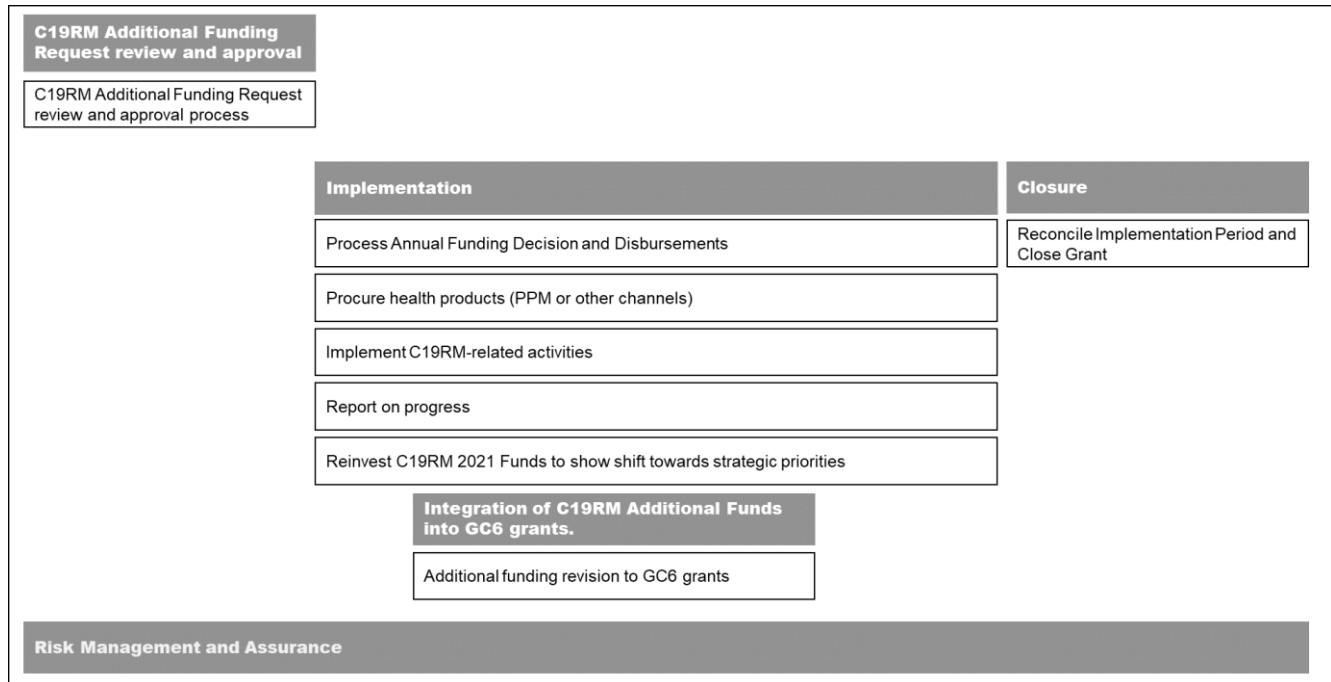 C19RM Additional Funding
Request review and approval
C19RM Additional Funding Request
review and approval process
Implementation
Process Annual Funding Decision and Disbursements
Procure health products (PPM or other channels)
Implement C19RM-related activities
Report on progress
Reinvest C19RM 2021 Funds to show shift towards strategic priorities
Closure
Reconcile Implementation Period and
Close Grant
Integration of C19RM Additional Funds
into GC6 grants.
Additional funding revision to GC6 grants
Risk Management and Assurance